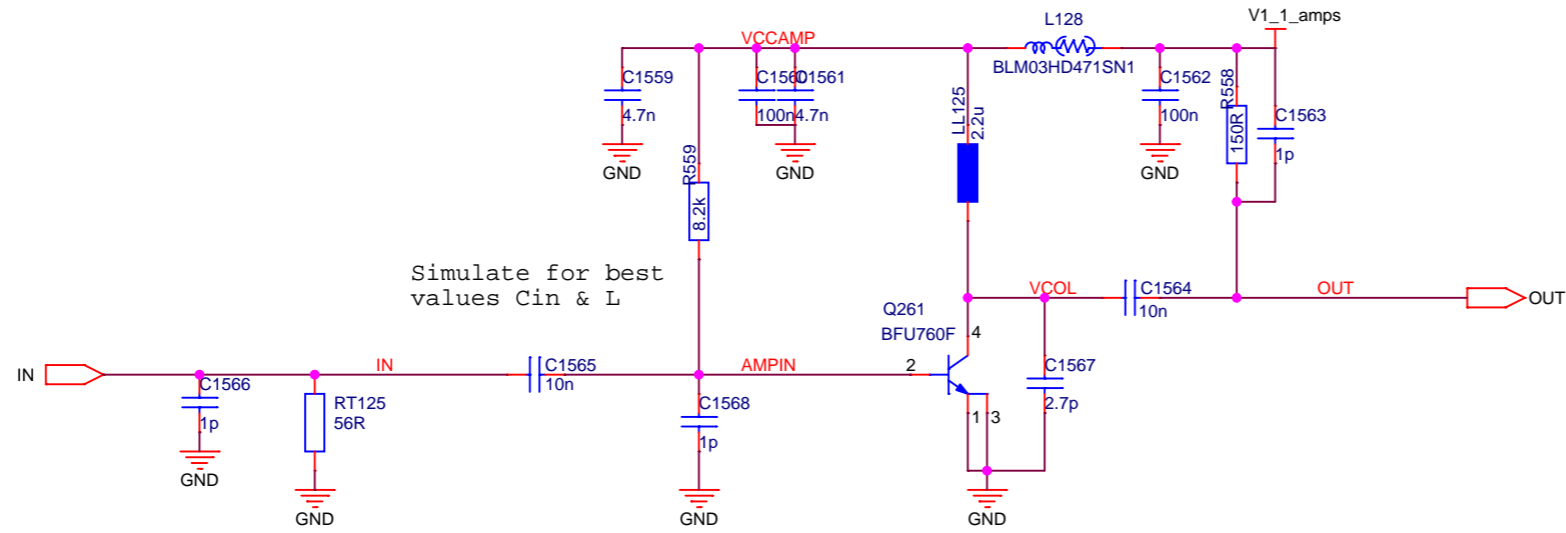 V1_1_amps
L128
VCCAMP
BLM03HD471SN1
C1559
4.7n
C1560
100n
C1561
4.7n
LL125
2.2u
C1562
100n
R558
150R
C1563
1p
GND
GND
GND
R559
8.2k
Simulate for best
values Cin & L
VCOL
C1564
10n
OUT
OUT
Q261
BFU760F
4
IN
IN
C1565
10n
AMPIN
2
C1566
1p
RT125
56R
C1568
1p
1
3
C1567
2.7p
GND
GND
GND
GND